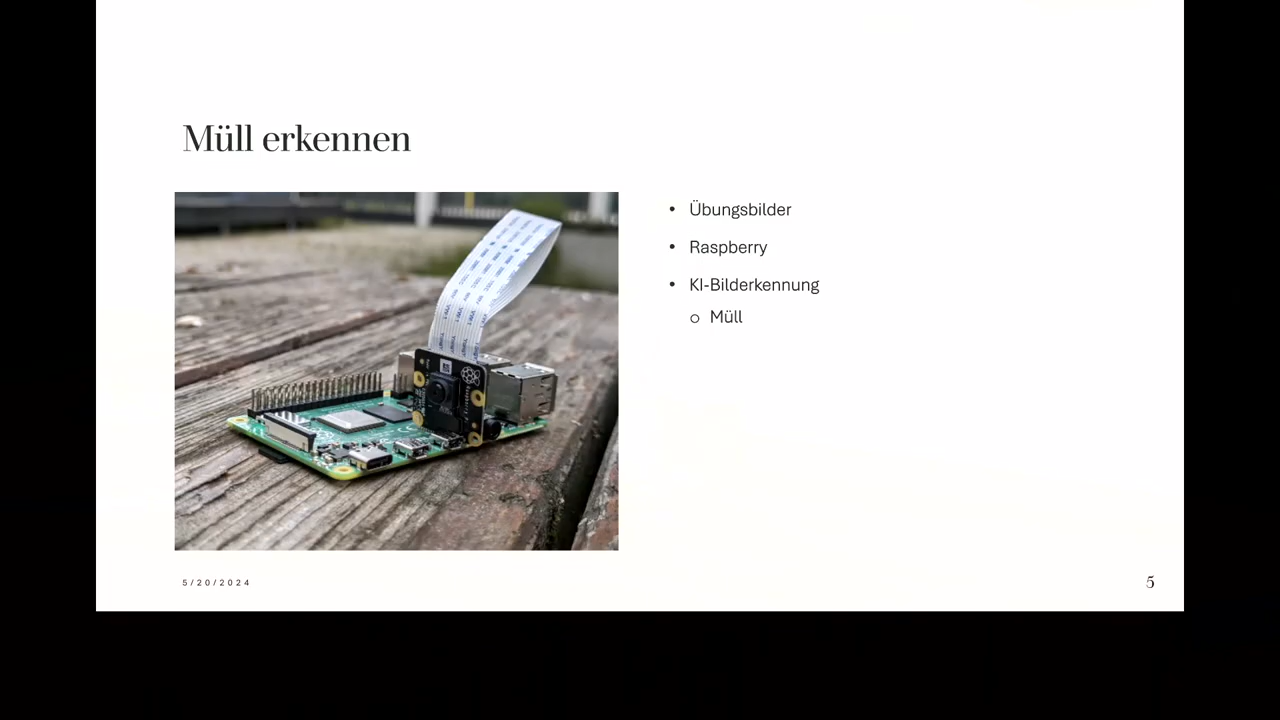 Müll erkennen
• Übungsbilder
• Raspberry
• KI-Bilderkennung
○ Müll
5/20/2024
5